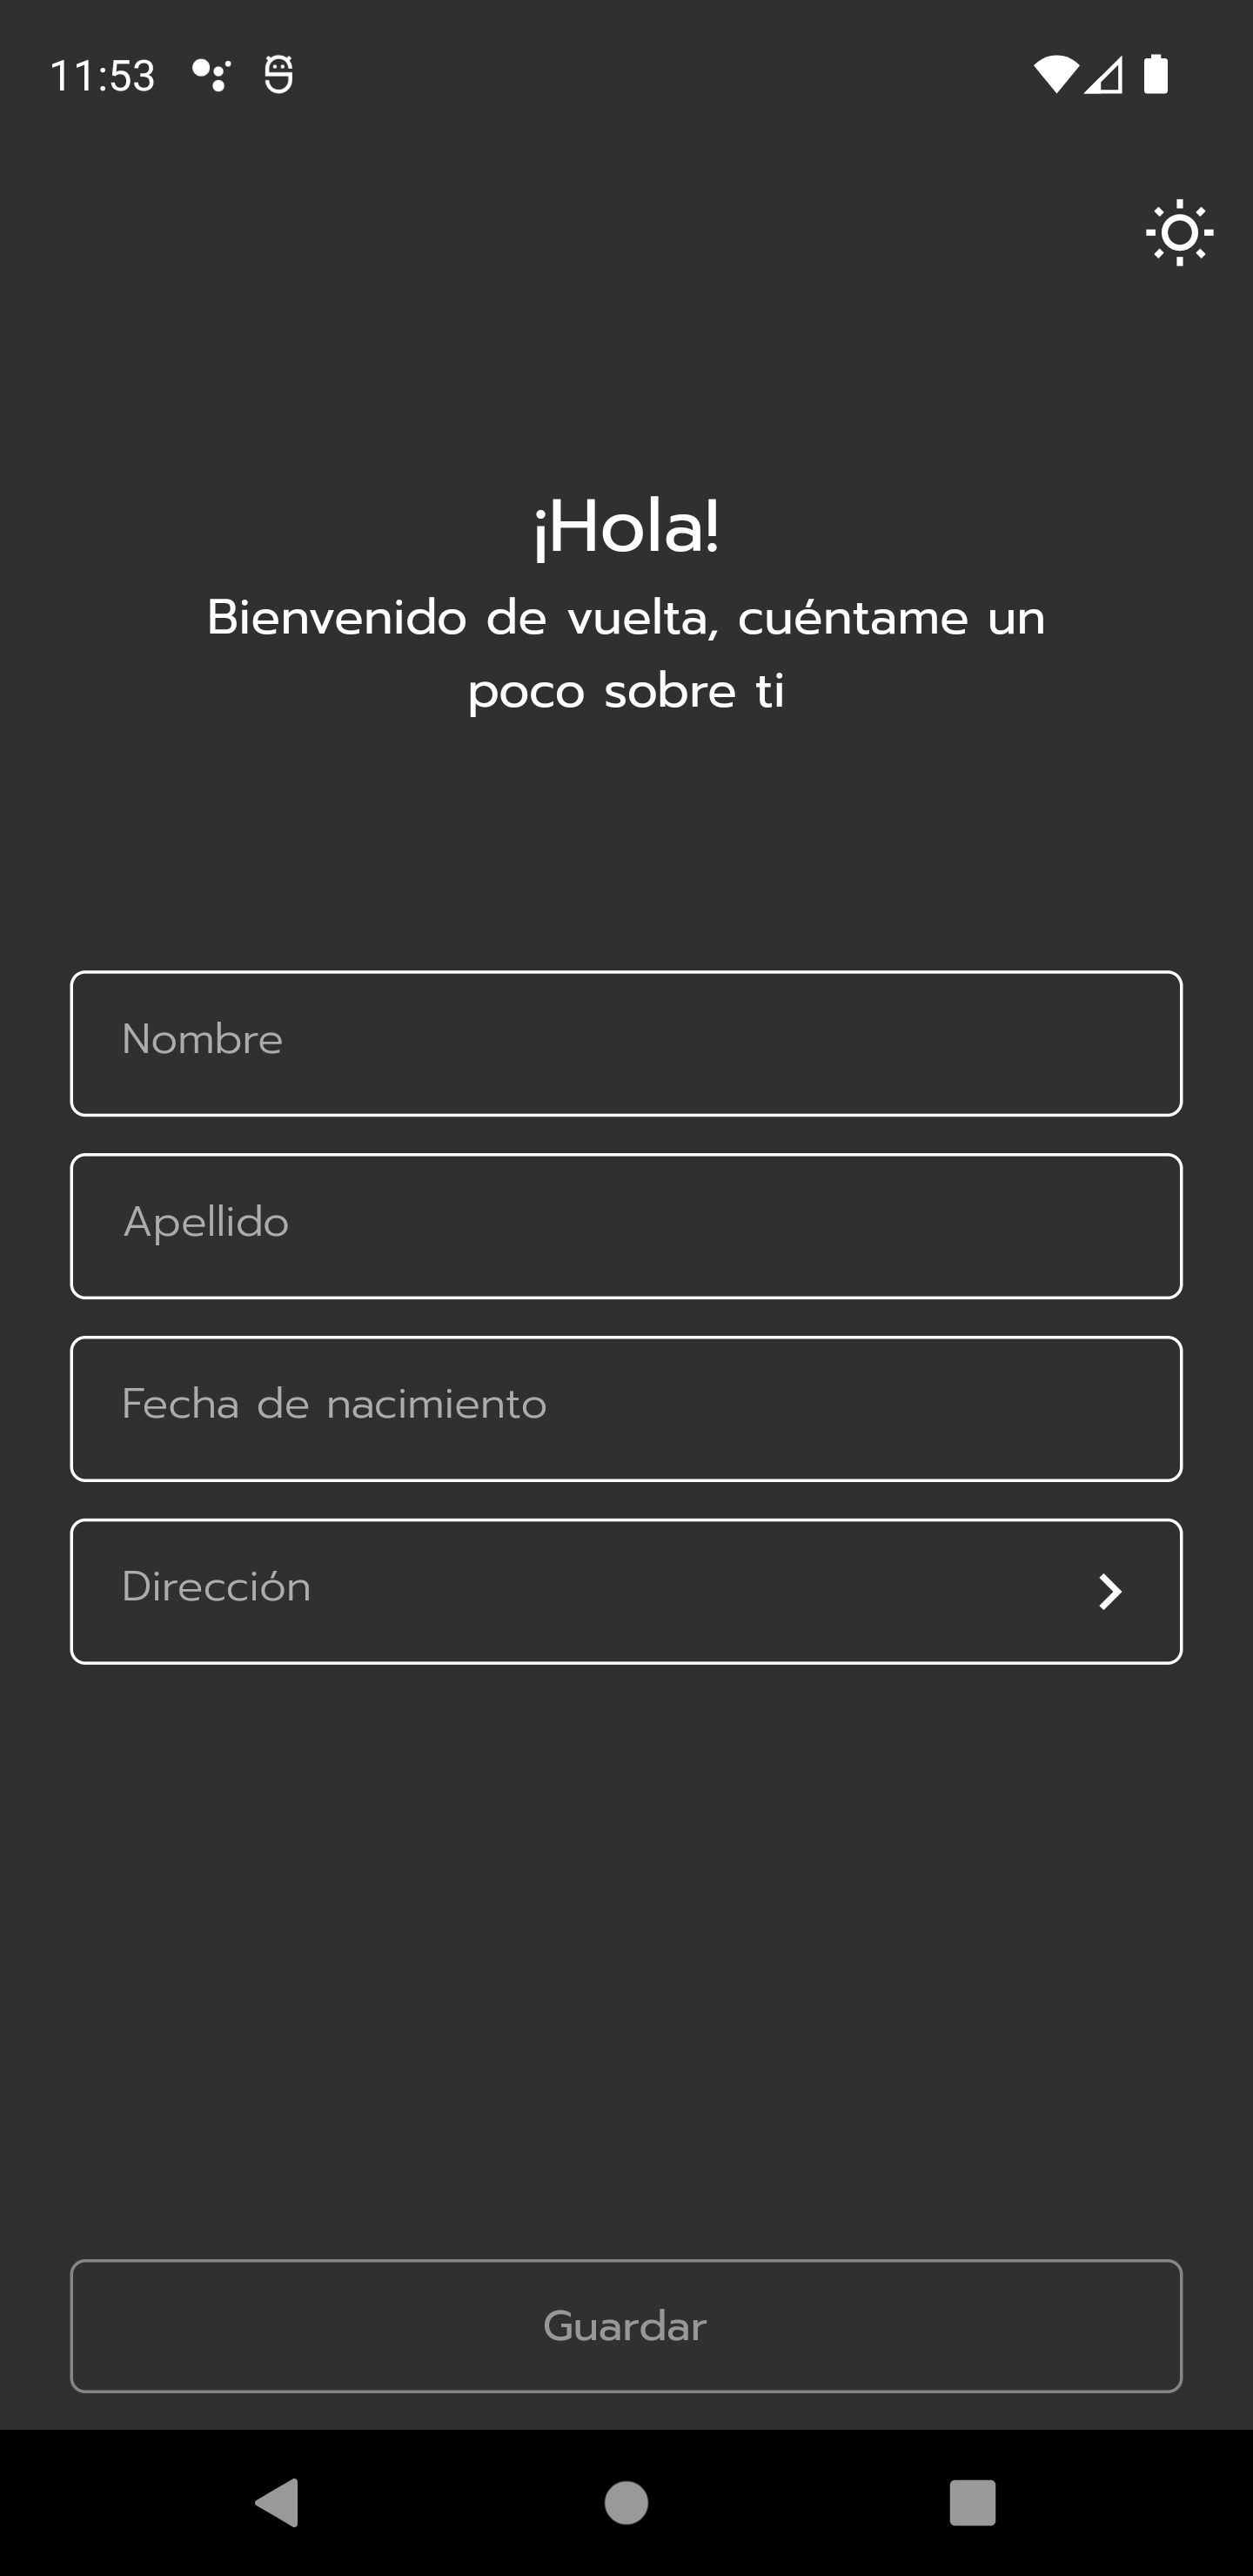 11:53
¡Hola!
Bienvenido de vuelta, cuéntame un
poco sobre ti
Nombre
Apellido
Fecha de nacimiento
Dirección
Guardar